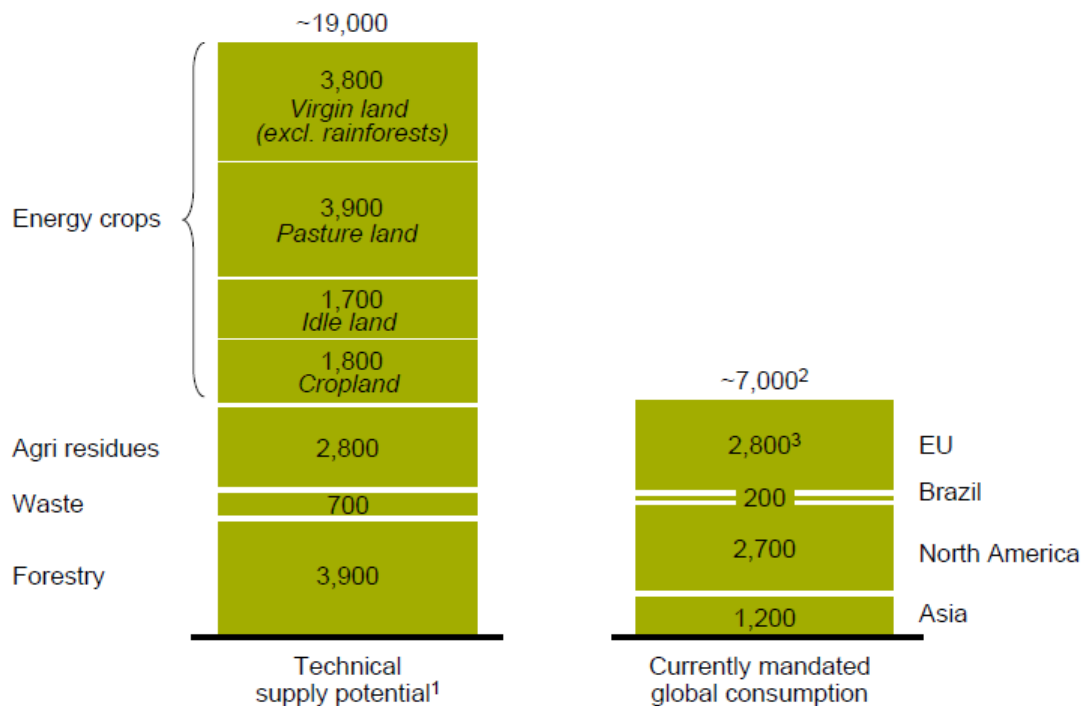 ~19,000
3,800
Virgin land
(excl. rainforests)
Energy crops
3,900
Pasture land
1,700
Idle land
1,800
Cropland
Agri residues
2,800
Waste
700
Forestry
3,900
Technical
supply potential1
~7,0002
2,8003
EU
200
Brazil
2,700
North America
1,200
Asia
Currently mandated
global consumption